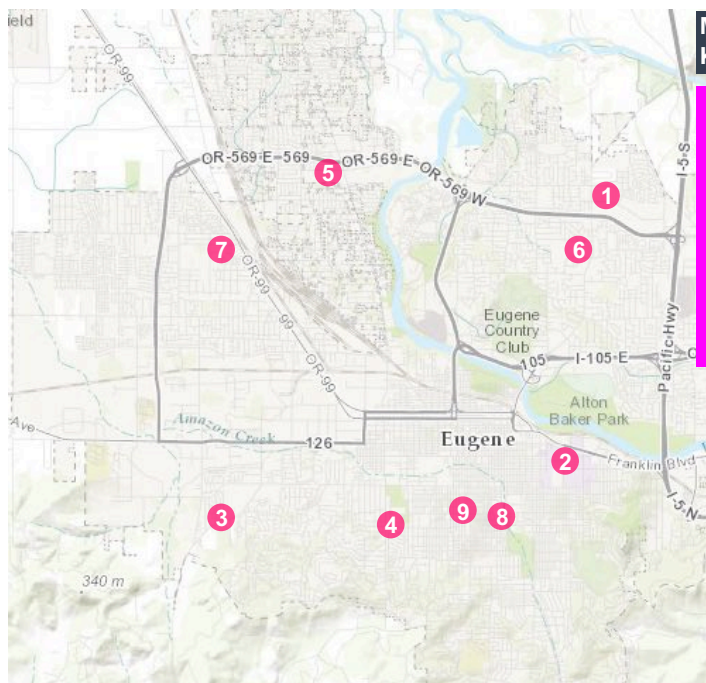 ield
OR-99
I-5 S
OR-569 E
569
OR-569 E
OR-569 W
5
1
7
6
OR-99
99
OR-99
Eugene
Country
Club
Pacific Hwy
105
I-105 E
Alton
Baker Park
Amazon Creek
Ave
126
Eugene
2
Franklin Blvd
I-5 N
3
4
9
8
340 m